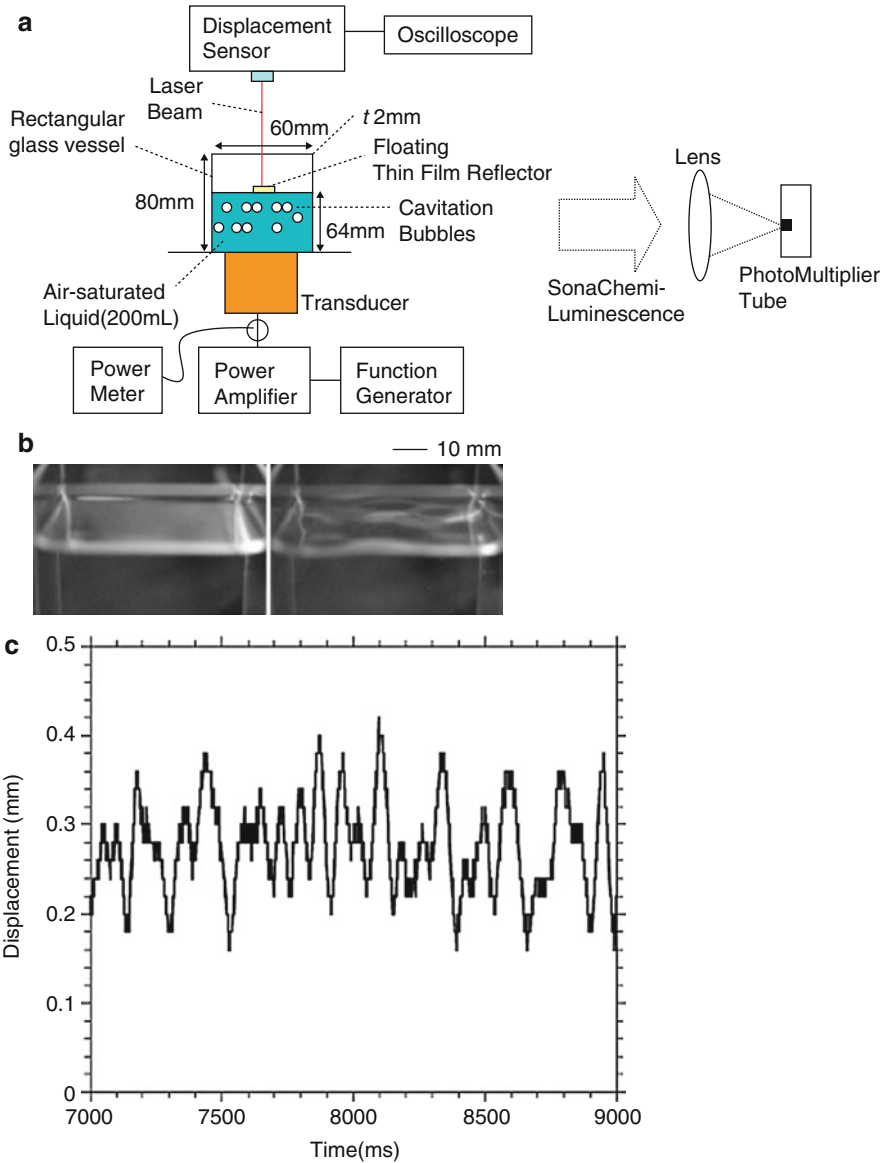 a
Displacement
Sensor
Oscilloscope
Laser
Beam
t 2mm
60mm
Rectangular
glass vessel
Floating
Thin Film Reflector
Lens
80mm
Cavitation
Bubbles
64mm
Air-saturated
Liquid(200mL)
Transducer
SonaChemi-
Luminescence
PhotoMultiplier
Tube
Power
Meter
Power
Amplifier
Function
Generator
b
10 mm
c
0.5
0.4
0.3
0.2
0.1
0
Displacement (mm)
7000
7500
8000
8500
9000
Time(ms)